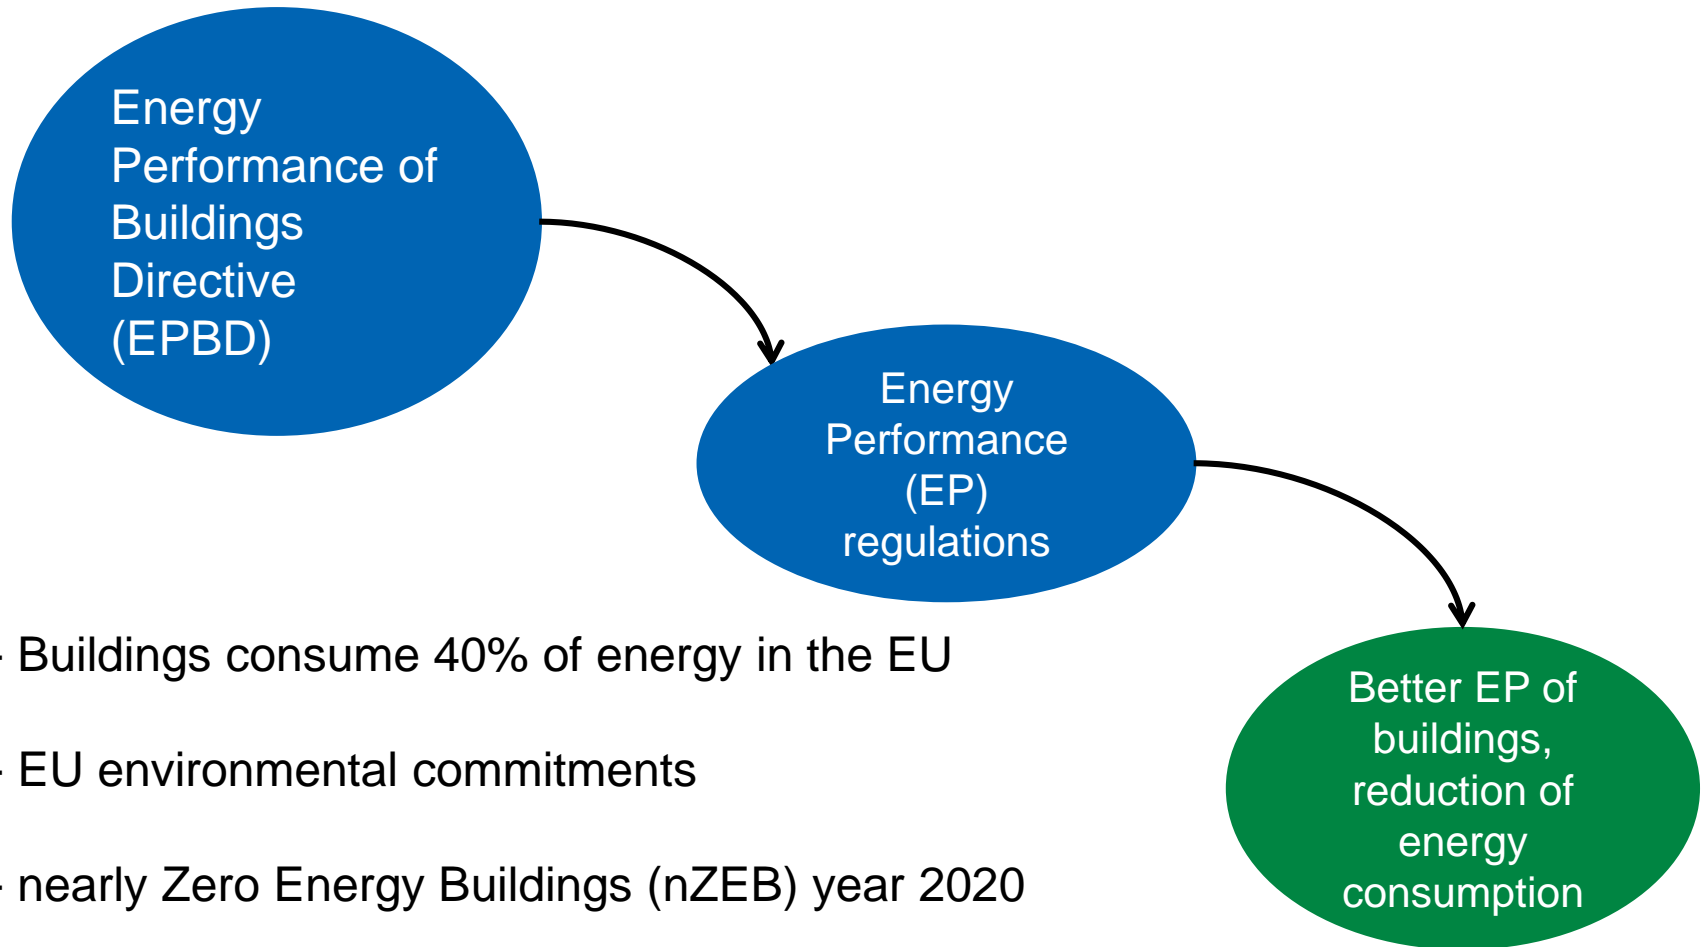 Energy
Performance of
Buildings
Directive
(EPBD)
Energy
Performance
(EP)
regulations
- Buildings consume 40% of energy in the EU
- EU environmental commitments
- nearly Zero Energy Buildings (nZEB) year 2020
Better EP of
buildings,
reduction of
energy
consumption